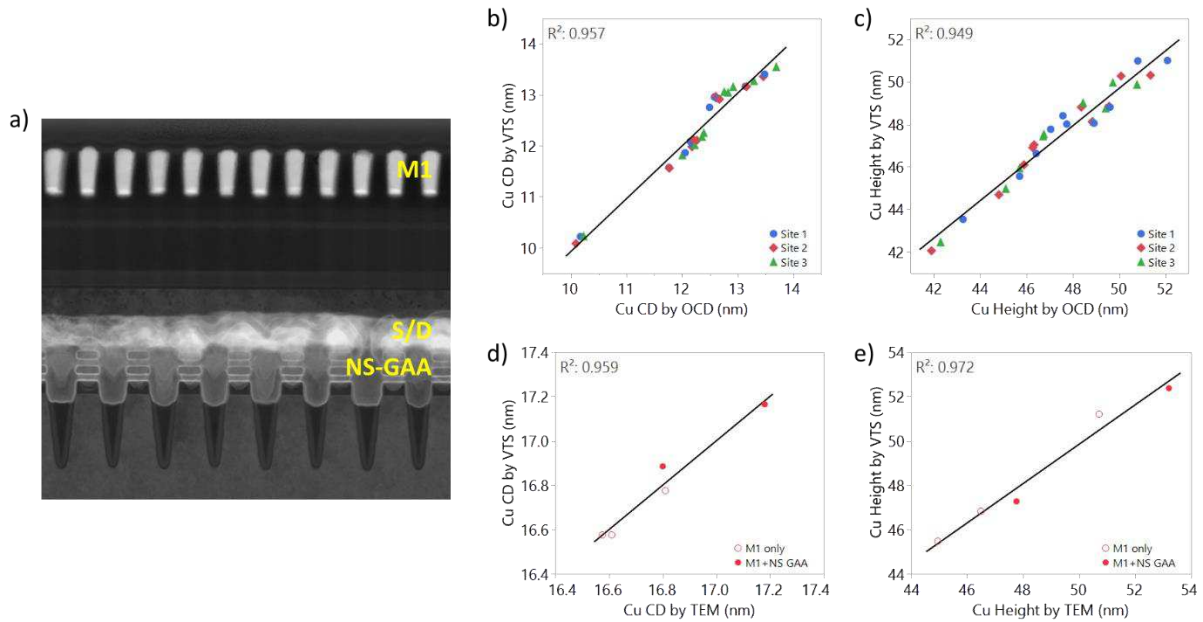 a)
M1
S/D
NS-GAA
b)
R²: 0.957
Cu CD by VTS (nm)
14
13
12
11
10
10
11
12
13
14
Cu CD by OCD (nm)
Site 1
Site 2
Site 3
c)
R²: 0.949
Cu Height by VTS (nm)
52
50
48
46
44
42
42
44
46
48
50
52
Cu Height by OCD (nm)
Site 1
Site 2
Site 3
d)
R²: 0.959
Cu CD by VTS (nm)
17.4
17.2
17.0
16.8
16.6
16.4
16.4
16.6
16.8
17.0
17.2
17.4
Cu CD by TEM (nm)
M1 only
M1+NS GAA
e)
R²: 0.972
Cu Height by VTS (nm)
54
52
50
48
46
44
44
46
48
50
52
54
Cu Height by TEM (nm)
M1 only
M1+NS GAA